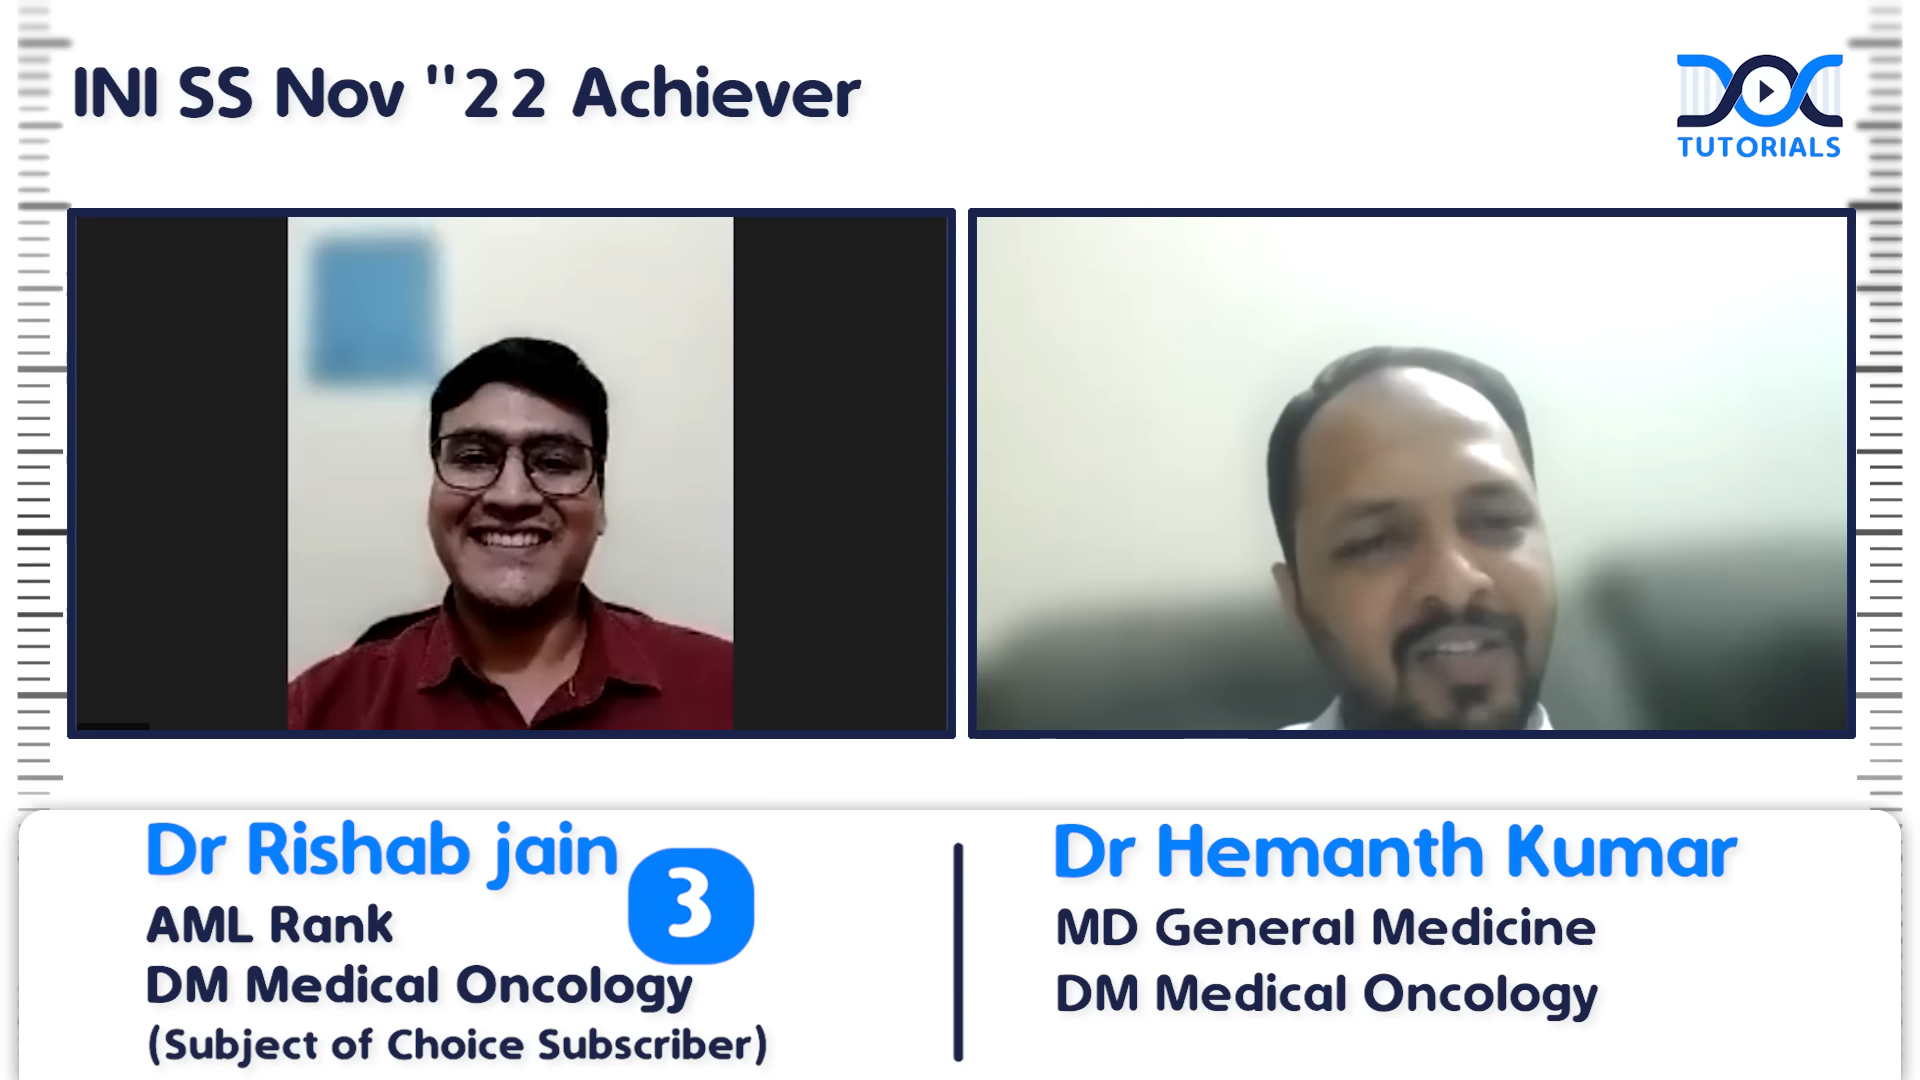 INI SS Nov "22 Achiever
DOC
TUTORIALS
Dr Rishab jain
3
AML Rank
DM Medical Oncology
(Subject of Choice Subscriber)
Dr Hemanth Kumar
MD General Medicine
DM Medical Oncology